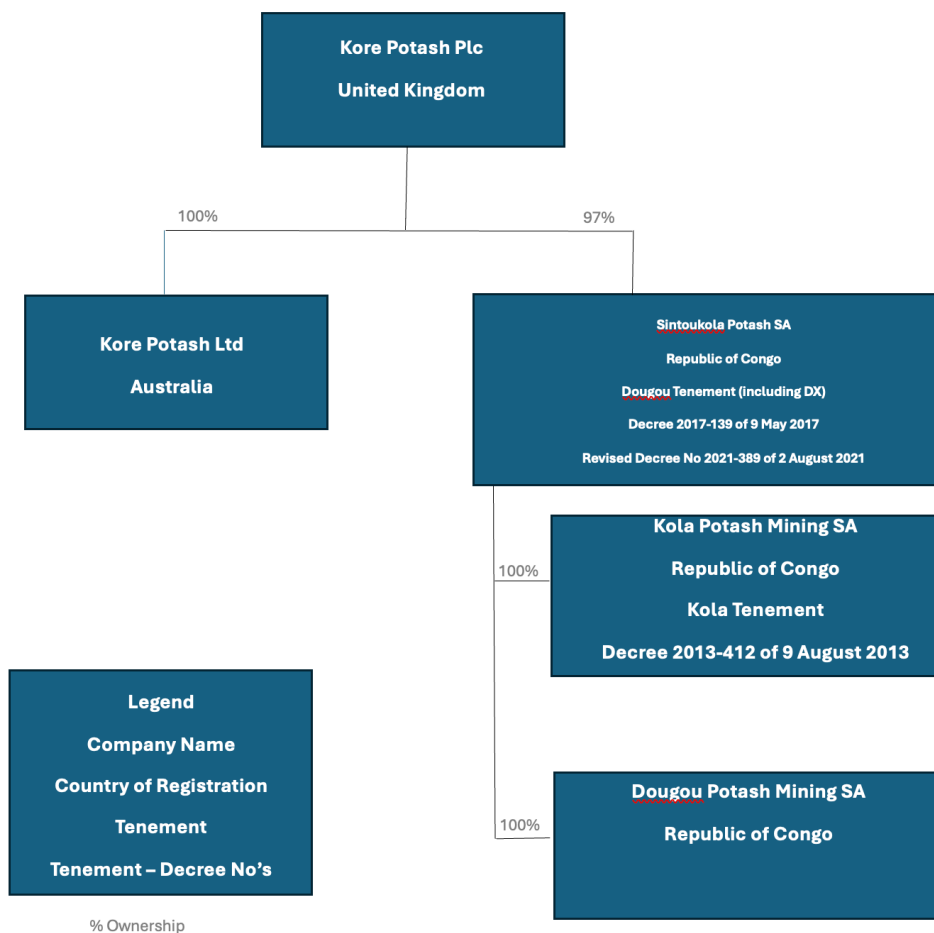 Kore Potash Plc
United Kingdom
100%
97%
Kore Potash Ltd
Australia
Sintoukola Potash SA
Republic of Congo
Dougou Tenement (including DX)
Decree 2017-139 of 9 May 2017
Revised Decree No 2021-389 of 2 August 2021
Kola Potash Mining SA
100%
Republic of Congo
Kola Tenement
Decree 2013-412 of 9 August 2013
Legend
Company Name
Country of Registration
Tenement
Tenement – Decree No’s
Dougou Potash Mining SA
100%
Republic of Congo
% Ownership